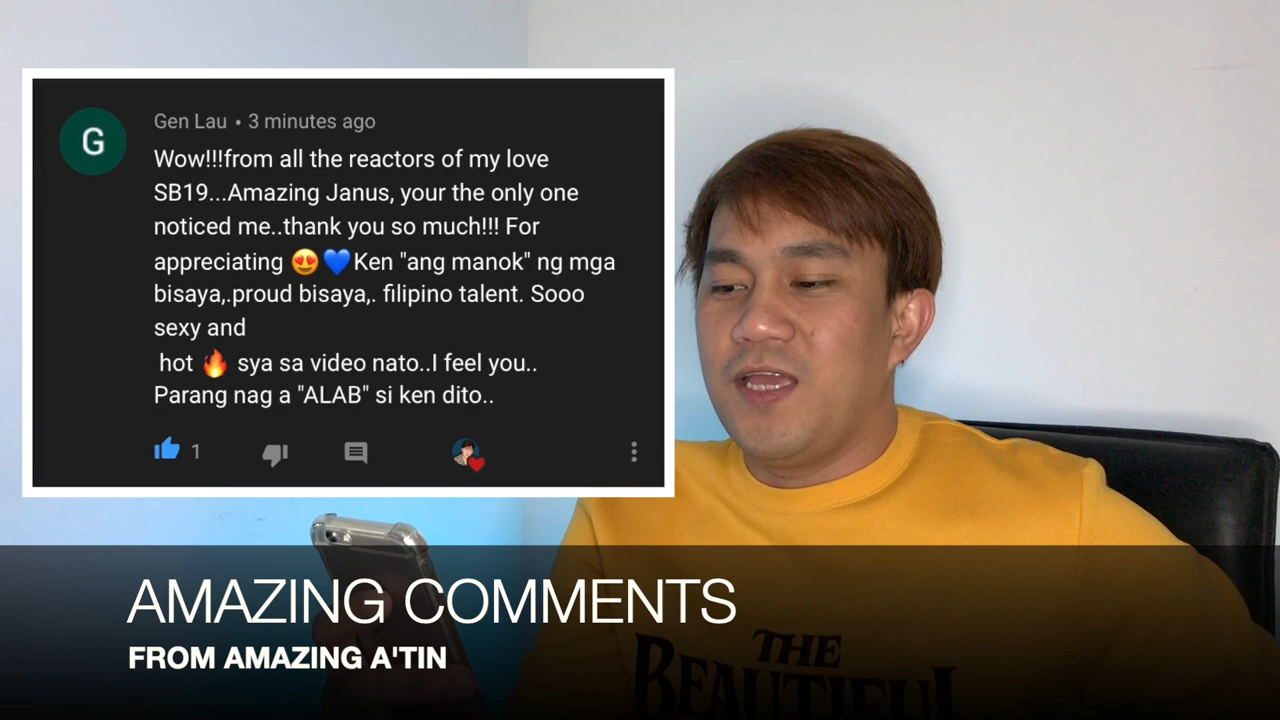 G
Gen Lau • 3 minutes ago
Wow!!!from all the reactors of my love
SB19...Amazing Janus, your the only one
noticed me..thank you so much!!! For
appreciating 😍💙Ken "ang manok" ng mga
bisaya,.proud bisaya,. filipino talent. Sooo
sexy and
hot 🔥 sya sa video nato..I feel you..
Parang nag a "ALAB" si ken dito..
1
AMAZING COMMENTS
FROM AMAZING A'TIN
THE
BEAUTIFUL